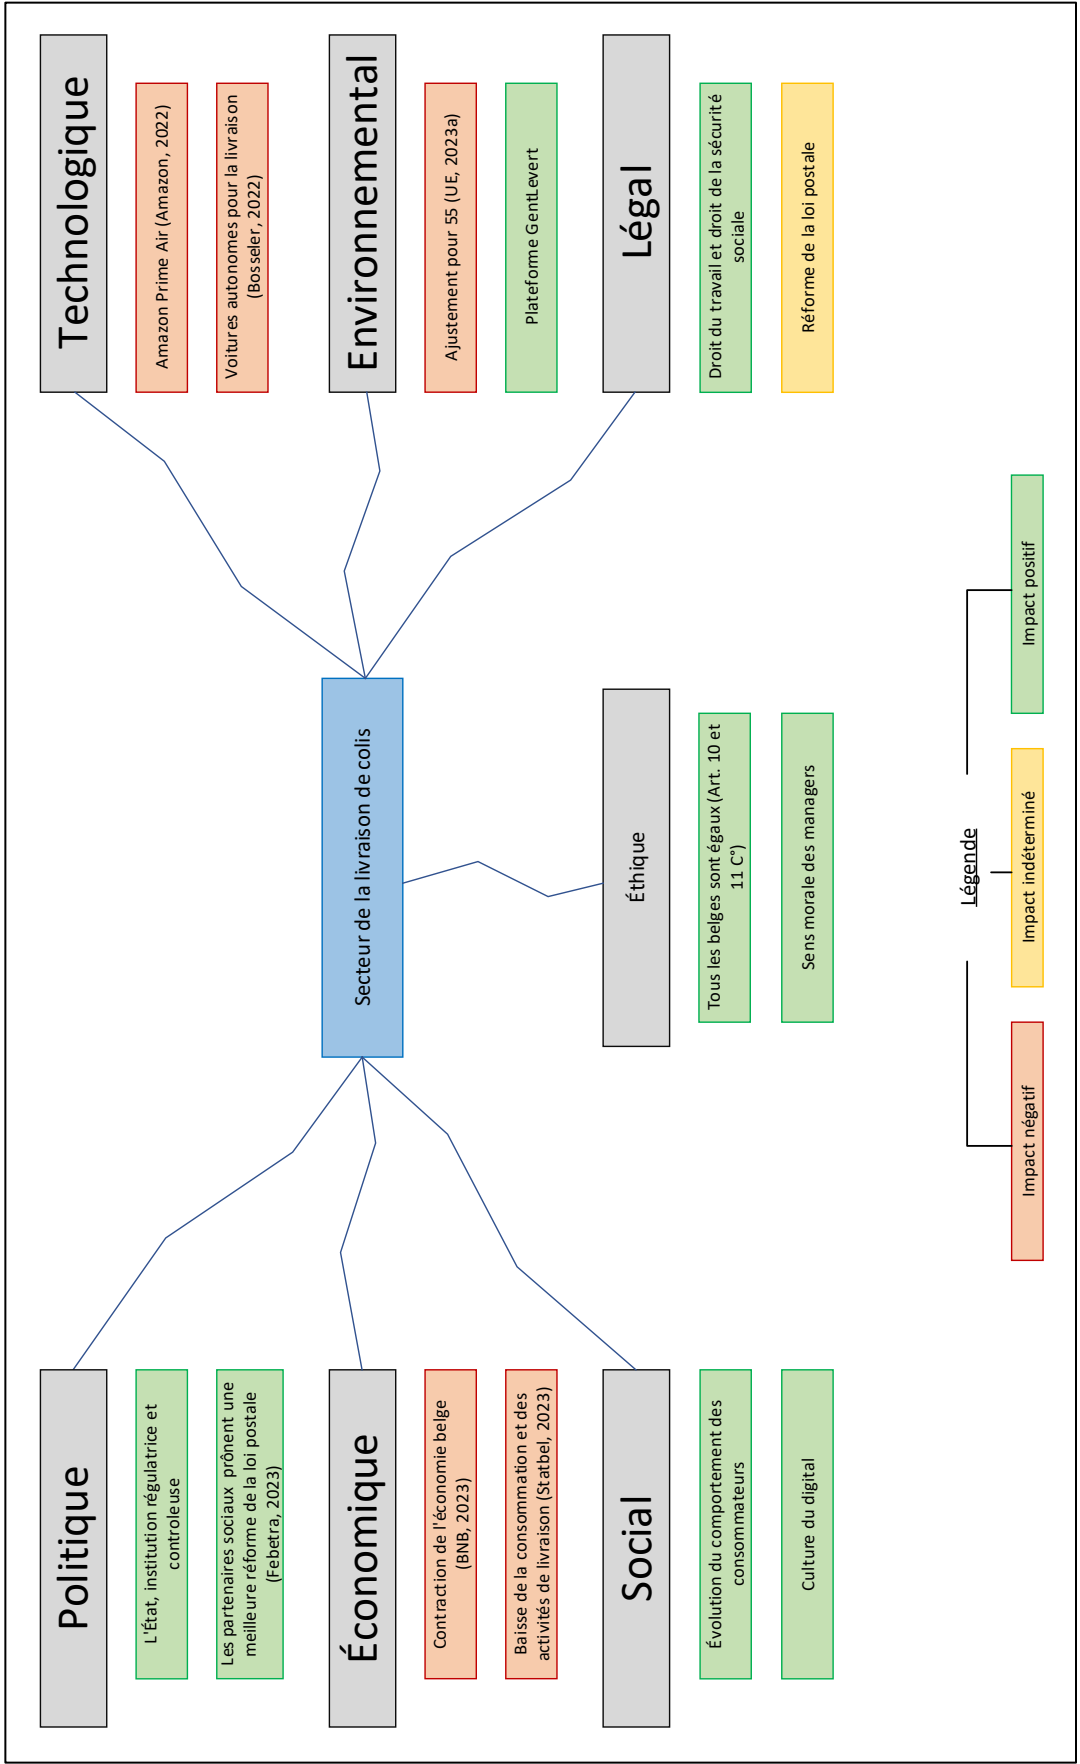 Politique
L'État, institution régulatrice et
controleuse
Les partenaires sociaux prônent une
meilleure réforme de la loi postale
(Febetra, 2023)
Économique
Contraction de l'économie belge
(BNB, 2023)
Baisse de la consommation et des
activités de livraison (Statbel, 2023)
Social
Évolution du comportement des
consommateurs
Culture du digital
Secteur de la livraison de colis
Éthique
Tous les belges sont égaux (Art. 10 et
11 C°)
Sens morale des managers
Technologique
Amazon Prime Air (Amazon, 2022)
Voitures autonomes pour la livraison
(Bosseler, 2022)
Environnemental
Ajustement pour 55 (UE, 2023a)
Plateforme GentLevert
Légal
Droit du travail et droit de la sécurité
sociale
Réforme de la loi postale
Légende
Impact négatif
Impact indéterminé
Impact positif